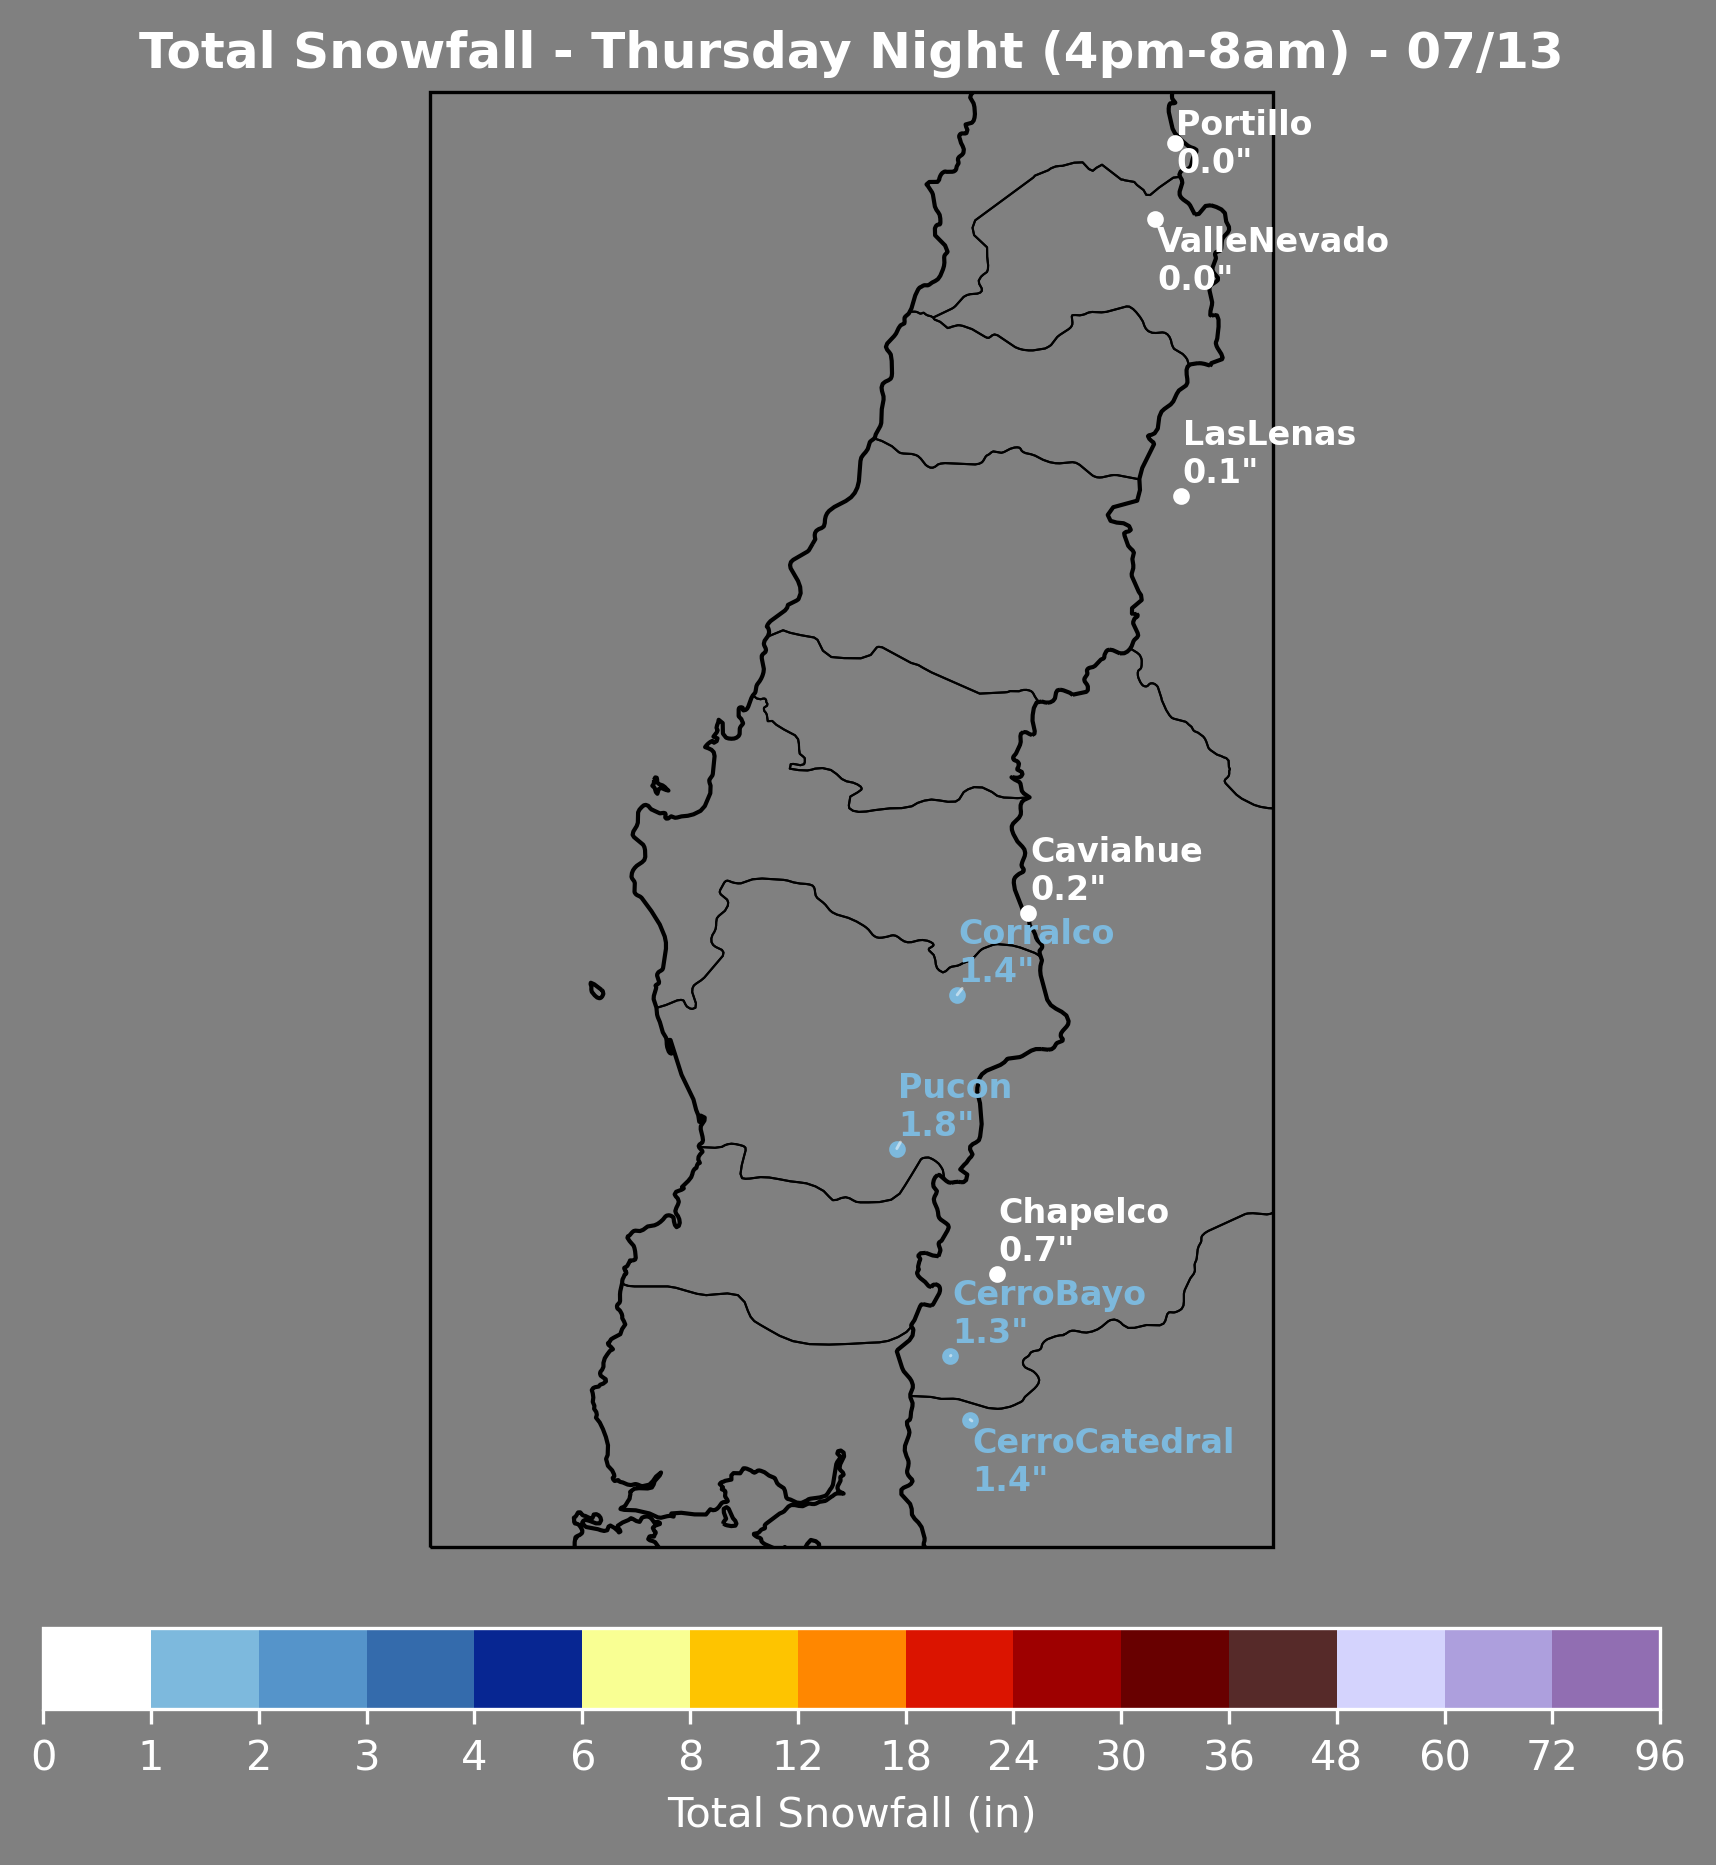 Total Snowfall - Thursday Night (4pm-8am) - 07/13
Portillo
0.0"
ValleNevado
0.0"
LasLenas
0.1"
Caviahue
0.2"
Corralco
1.4"
Pucon
1.8"
Chapelco
0.7"
CerroBayo
1.3"
CerroCatedral
1.4"
0 1 2 3 4 6 8 12 18 24 30 36 48 60 72 96
Total Snowfall (in)